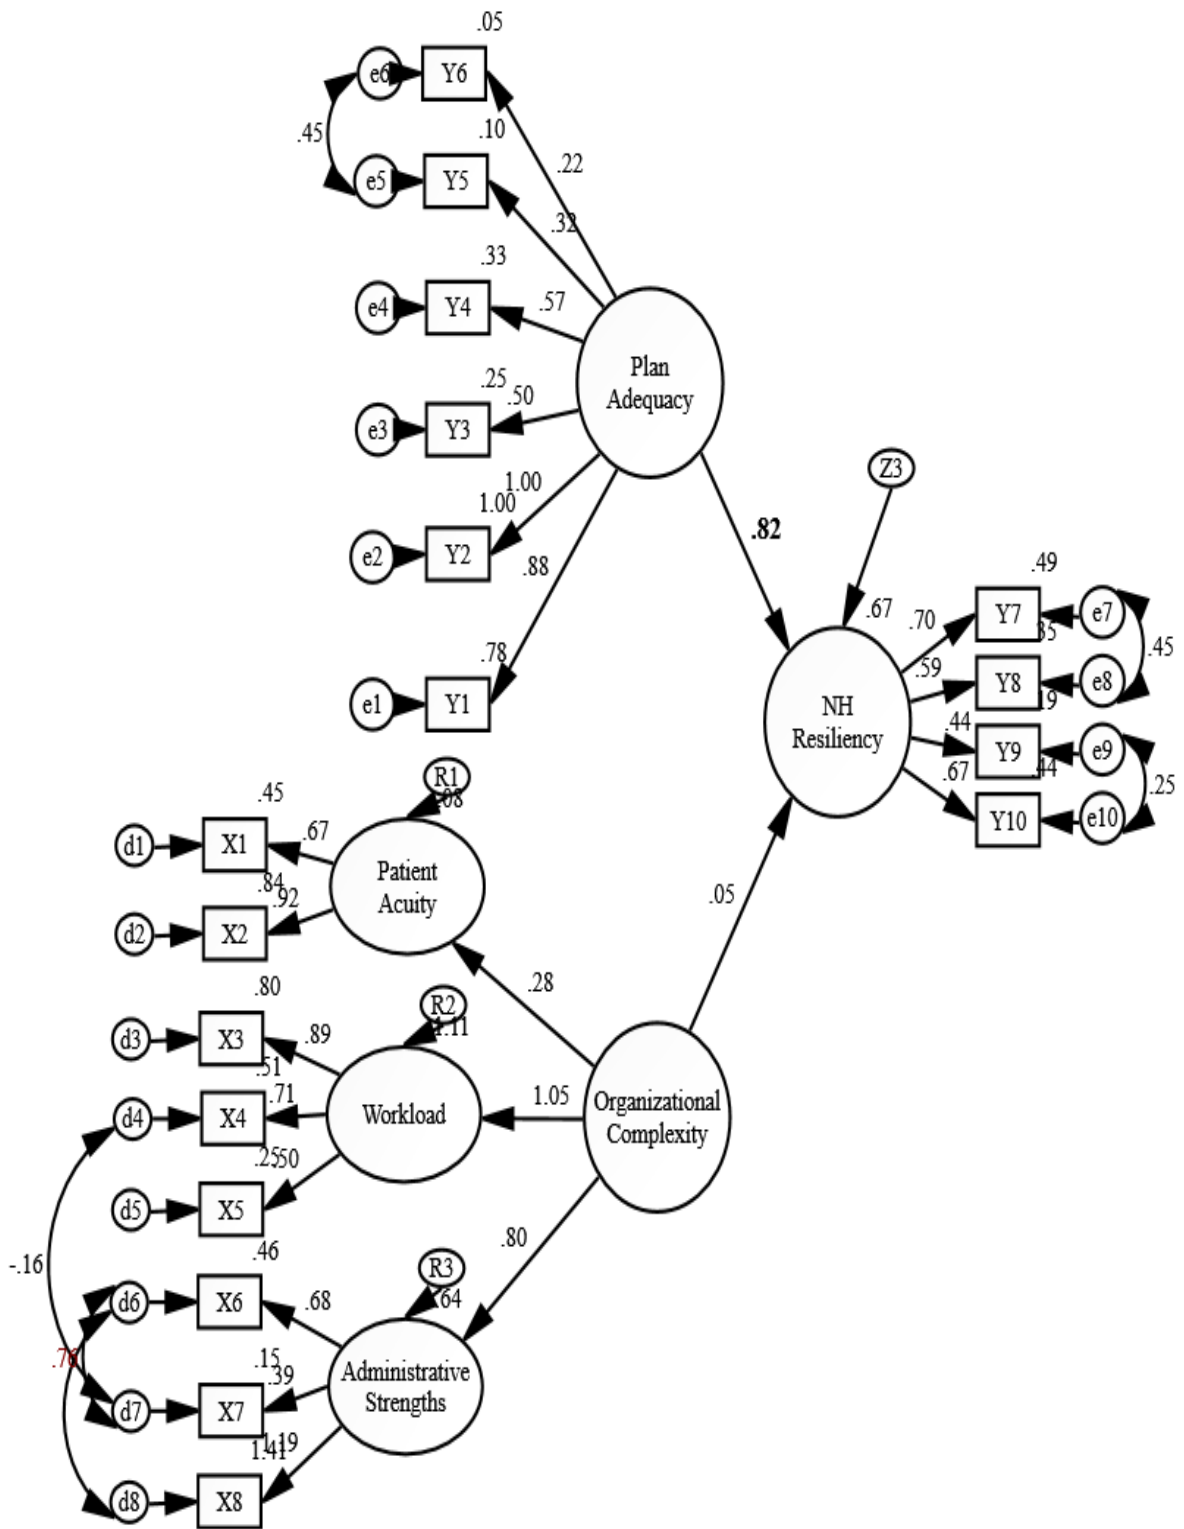 .05
e6
Y6
.45
.10
.22
e5
Y5
.32
.33
e4
Y4
.57
Plan
Adequacy
.25
.50
e3
Y3
1.00
1.00
e2
Y2
.82
Z3
.88
.78
e1
Y1
.67
.70
.49
Y7
e7
.59
Y8
e8
.45
NH
Resiliency
.44
Y9
e9
.67
.44
Y10
e10
.25
.05
R1
.08
.45
d1
X1
.67
Patient
Acuity
.84
.92
d2
X2
.28
.80
R2
1.11
d3
X3
.89
.51
.71
d4
X4
Workload
1.05
Organizational
Complexity
.25
.50
d5
X5
-.16
.46
.80
R3
.64
d6
X6
.68
Administrative
Strengths
.15
.39
d7
X7
1.19
1.41
d8
X8